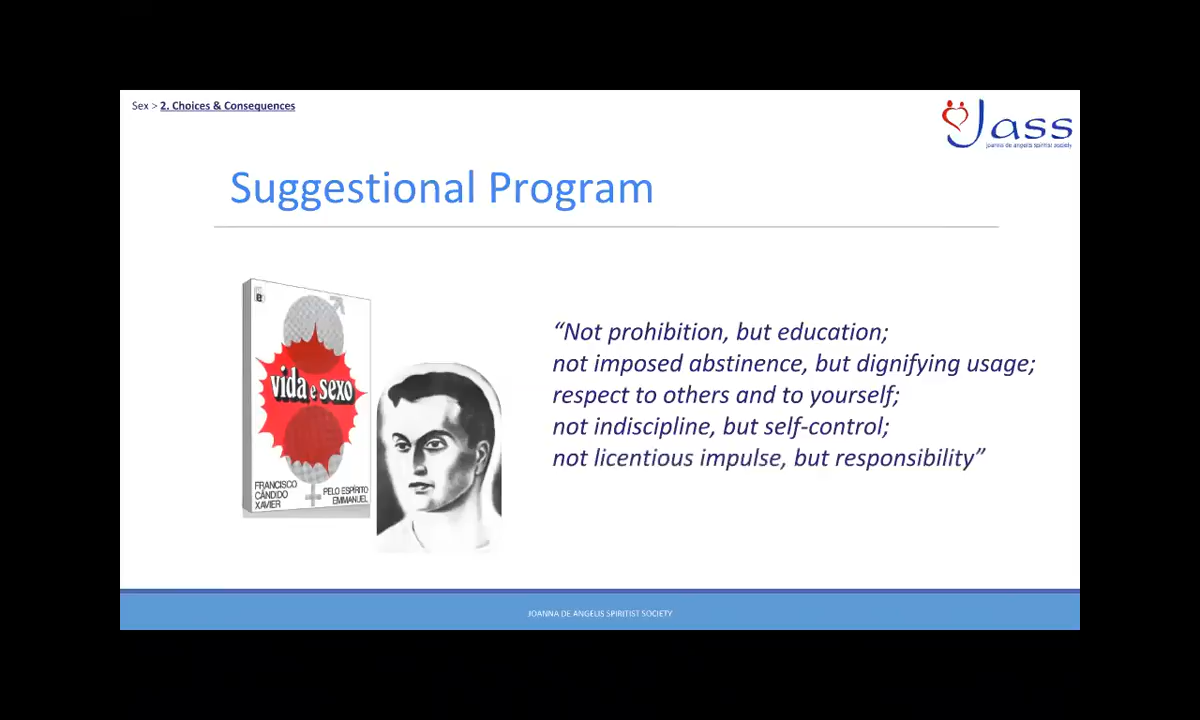 Sex > 2. Choices & Consequences
Jass
joanna de angelis spiritist society
Suggestional Program
vida e sexo
FRANCISCO
CÂNDIDO
XAVIER
PELO ESPÍRITO
EMMANUEL
“Not prohibition, but education;
not imposed abstinence, but dignifying usage;
respect to others and to yourself;
not indiscipline, but self-control;
not licentious impulse, but responsibility”
JOANNA DE ANGELIS SPIRITIST SOCIETY